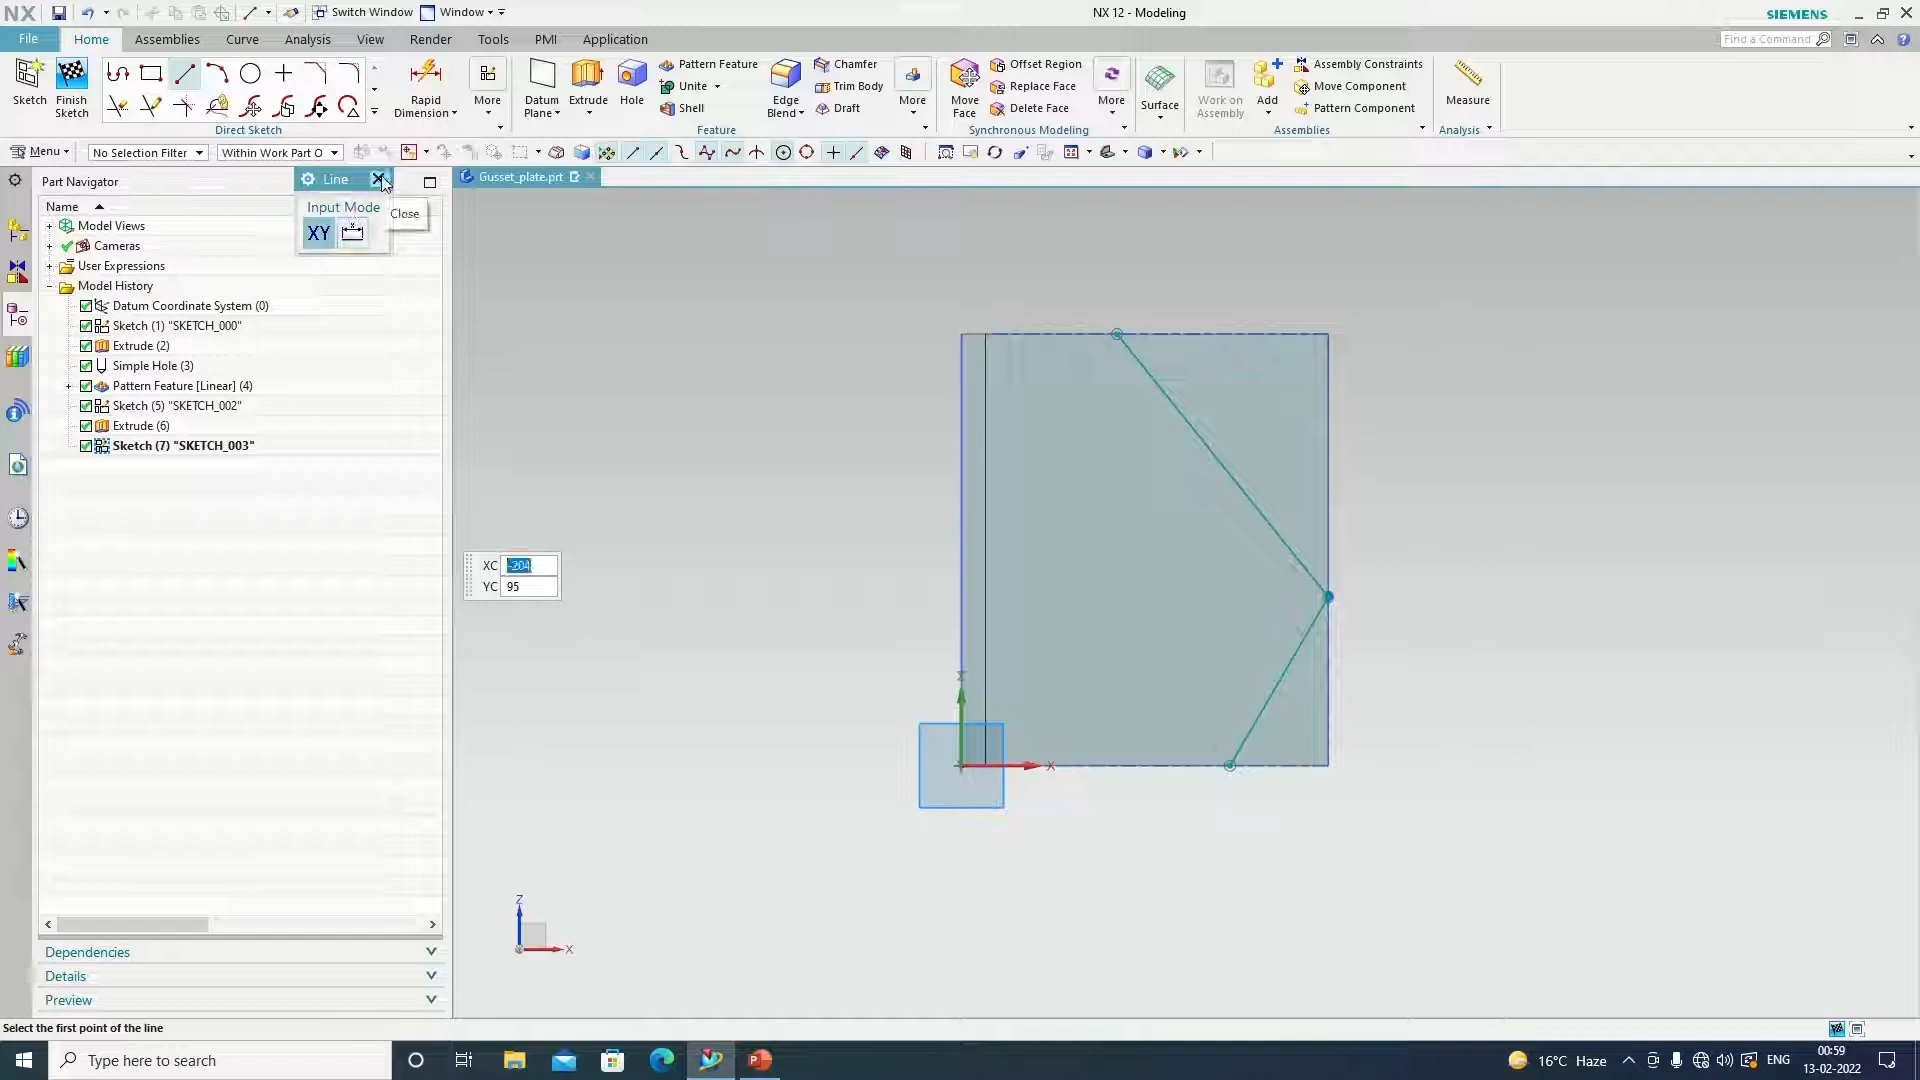 NX
Switch Window
Window
NX 12 - Modeling
SIEMENS
File
Home
Assemblies
Curve
Analysis
View
Render
Tools
PMI
Application
Find a Command
Sketch
Finish Sketch
Rapid Dimension
More
Direct Sketch
Datum Plane
Extrude
Hole
Pattern Feature
Unite
Shell
Edge Blend
Chamfer
Trim Body
Draft
More
Feature
Move Face
Offset Region
Replace Face
Delete Face
More
Synchronous Modeling
Surface
Work on Assembly
Add
Assembly Constraints
Move Component
Pattern Component
Assemblies
Measure
Analysis
Menu
No Selection Filter
Within Work Part O
Part Navigator
Line
Input Mode
XY
Close
Gusset_plate.prt
Name
Model Views
Cameras
User Expressions
Model History
Datum Coordinate System (0)
Sketch (1) "SKETCH_000"
Extrude (2)
Simple Hole (3)
Pattern Feature [Linear] (4)
Sketch (5) "SKETCH_002"
Extrude (6)
Sketch (7) "SKETCH_003"
XC -204
YC 95
X
Z
X
Dependencies
Details
Preview
Select the first point of the line
Type here to search
16°C Haze
ENG
00:59
13-02-2022